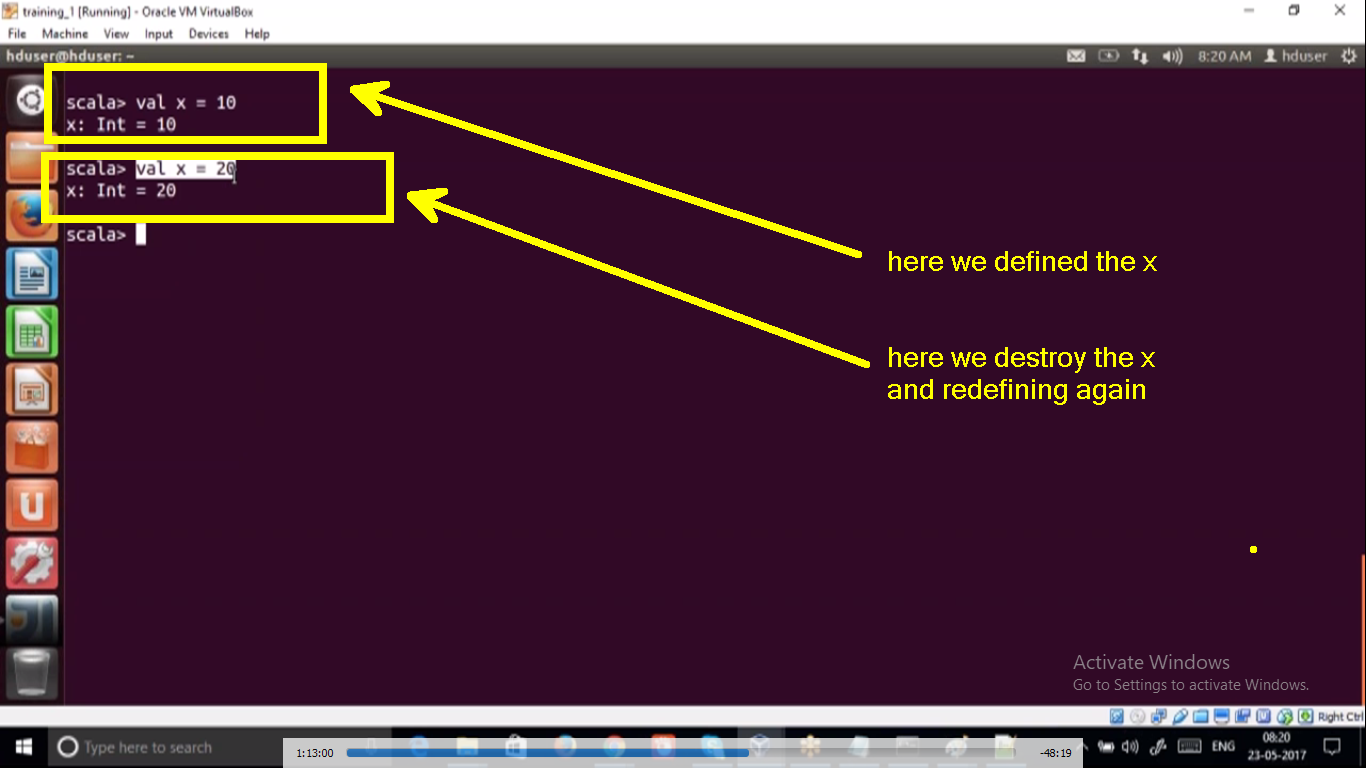 training_1 [Running] - Oracle VM VirtualBox
File Machine View Input Devices Help
hduser@hduser: ~
8:20 AM hduser
scala> val x = 10
x: Int = 10
scala> val x = 20
x: Int = 20
scala>
here we defined the x
here we destroy the x
and redefining again
Activate Windows
Go to Settings to activate Windows.
Right Ctrl
Type here to search
1:13:00
-48:19
ENG
08:20
23-05-2017